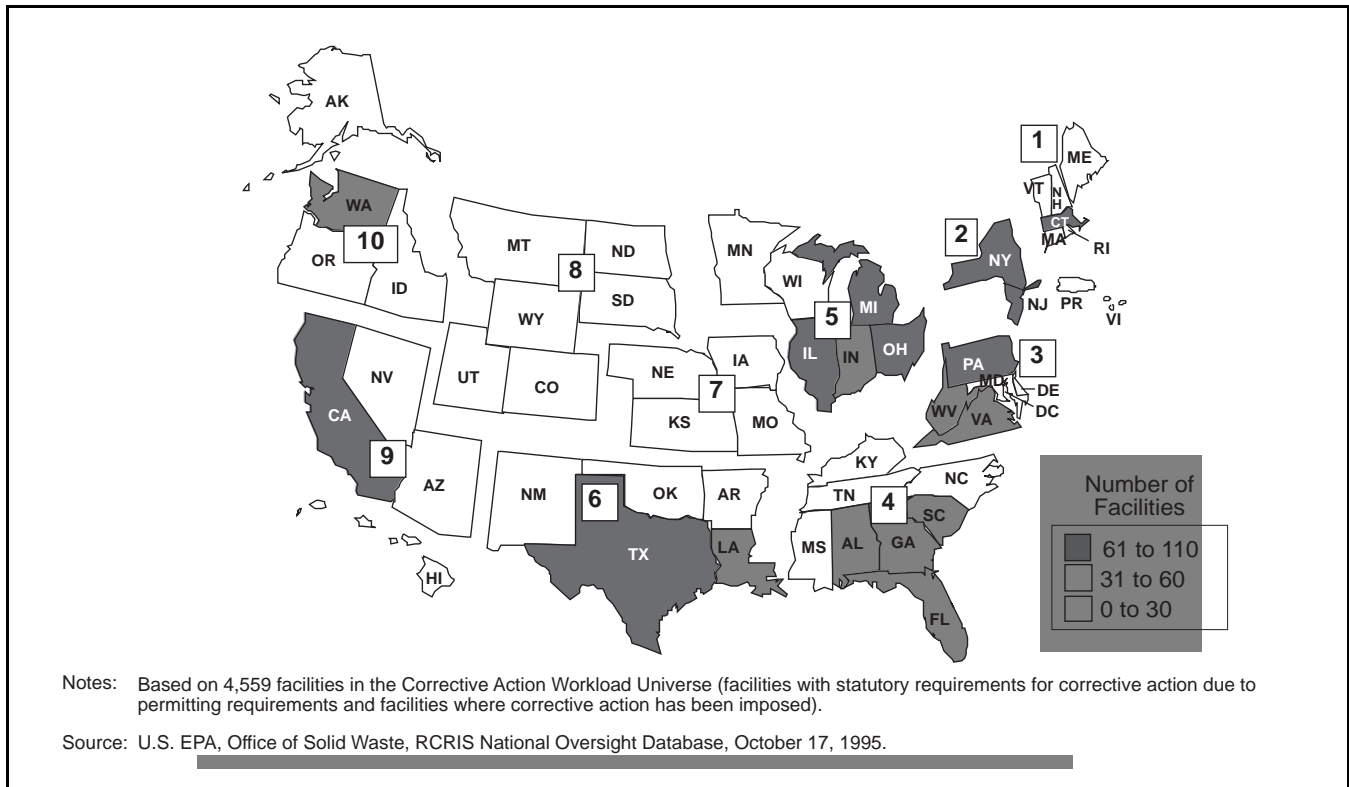 AK
1
ME
VT
N
H
WA
CT
MA
RI
10
2
OR
MT
ND
MN
NY
8
WI
ID
SD
NJ
PR
VI
WY
5
MI
3
IL
IN
OH
PA
NV
UT
CO
NE
IA
MD
DE
7
DC
CA
WV
VA
KS
MO
9
KY
AZ
NM
6
OK
AR
TN
4
NC
SC
TX
LA
MS
AL
GA
HI
FL
Number of
Facilities
61 to 110
31 to 60
0 to 30
Notes: Based on 4,559 facilities in the Corrective Action Workload Universe (facilities with statutory requirements for corrective action due to
permitting requirements and facilities where corrective action has been imposed).
Source: U.S. EPA, Office of Solid Waste, RCRIS National Oversight Database, October 17, 1995.